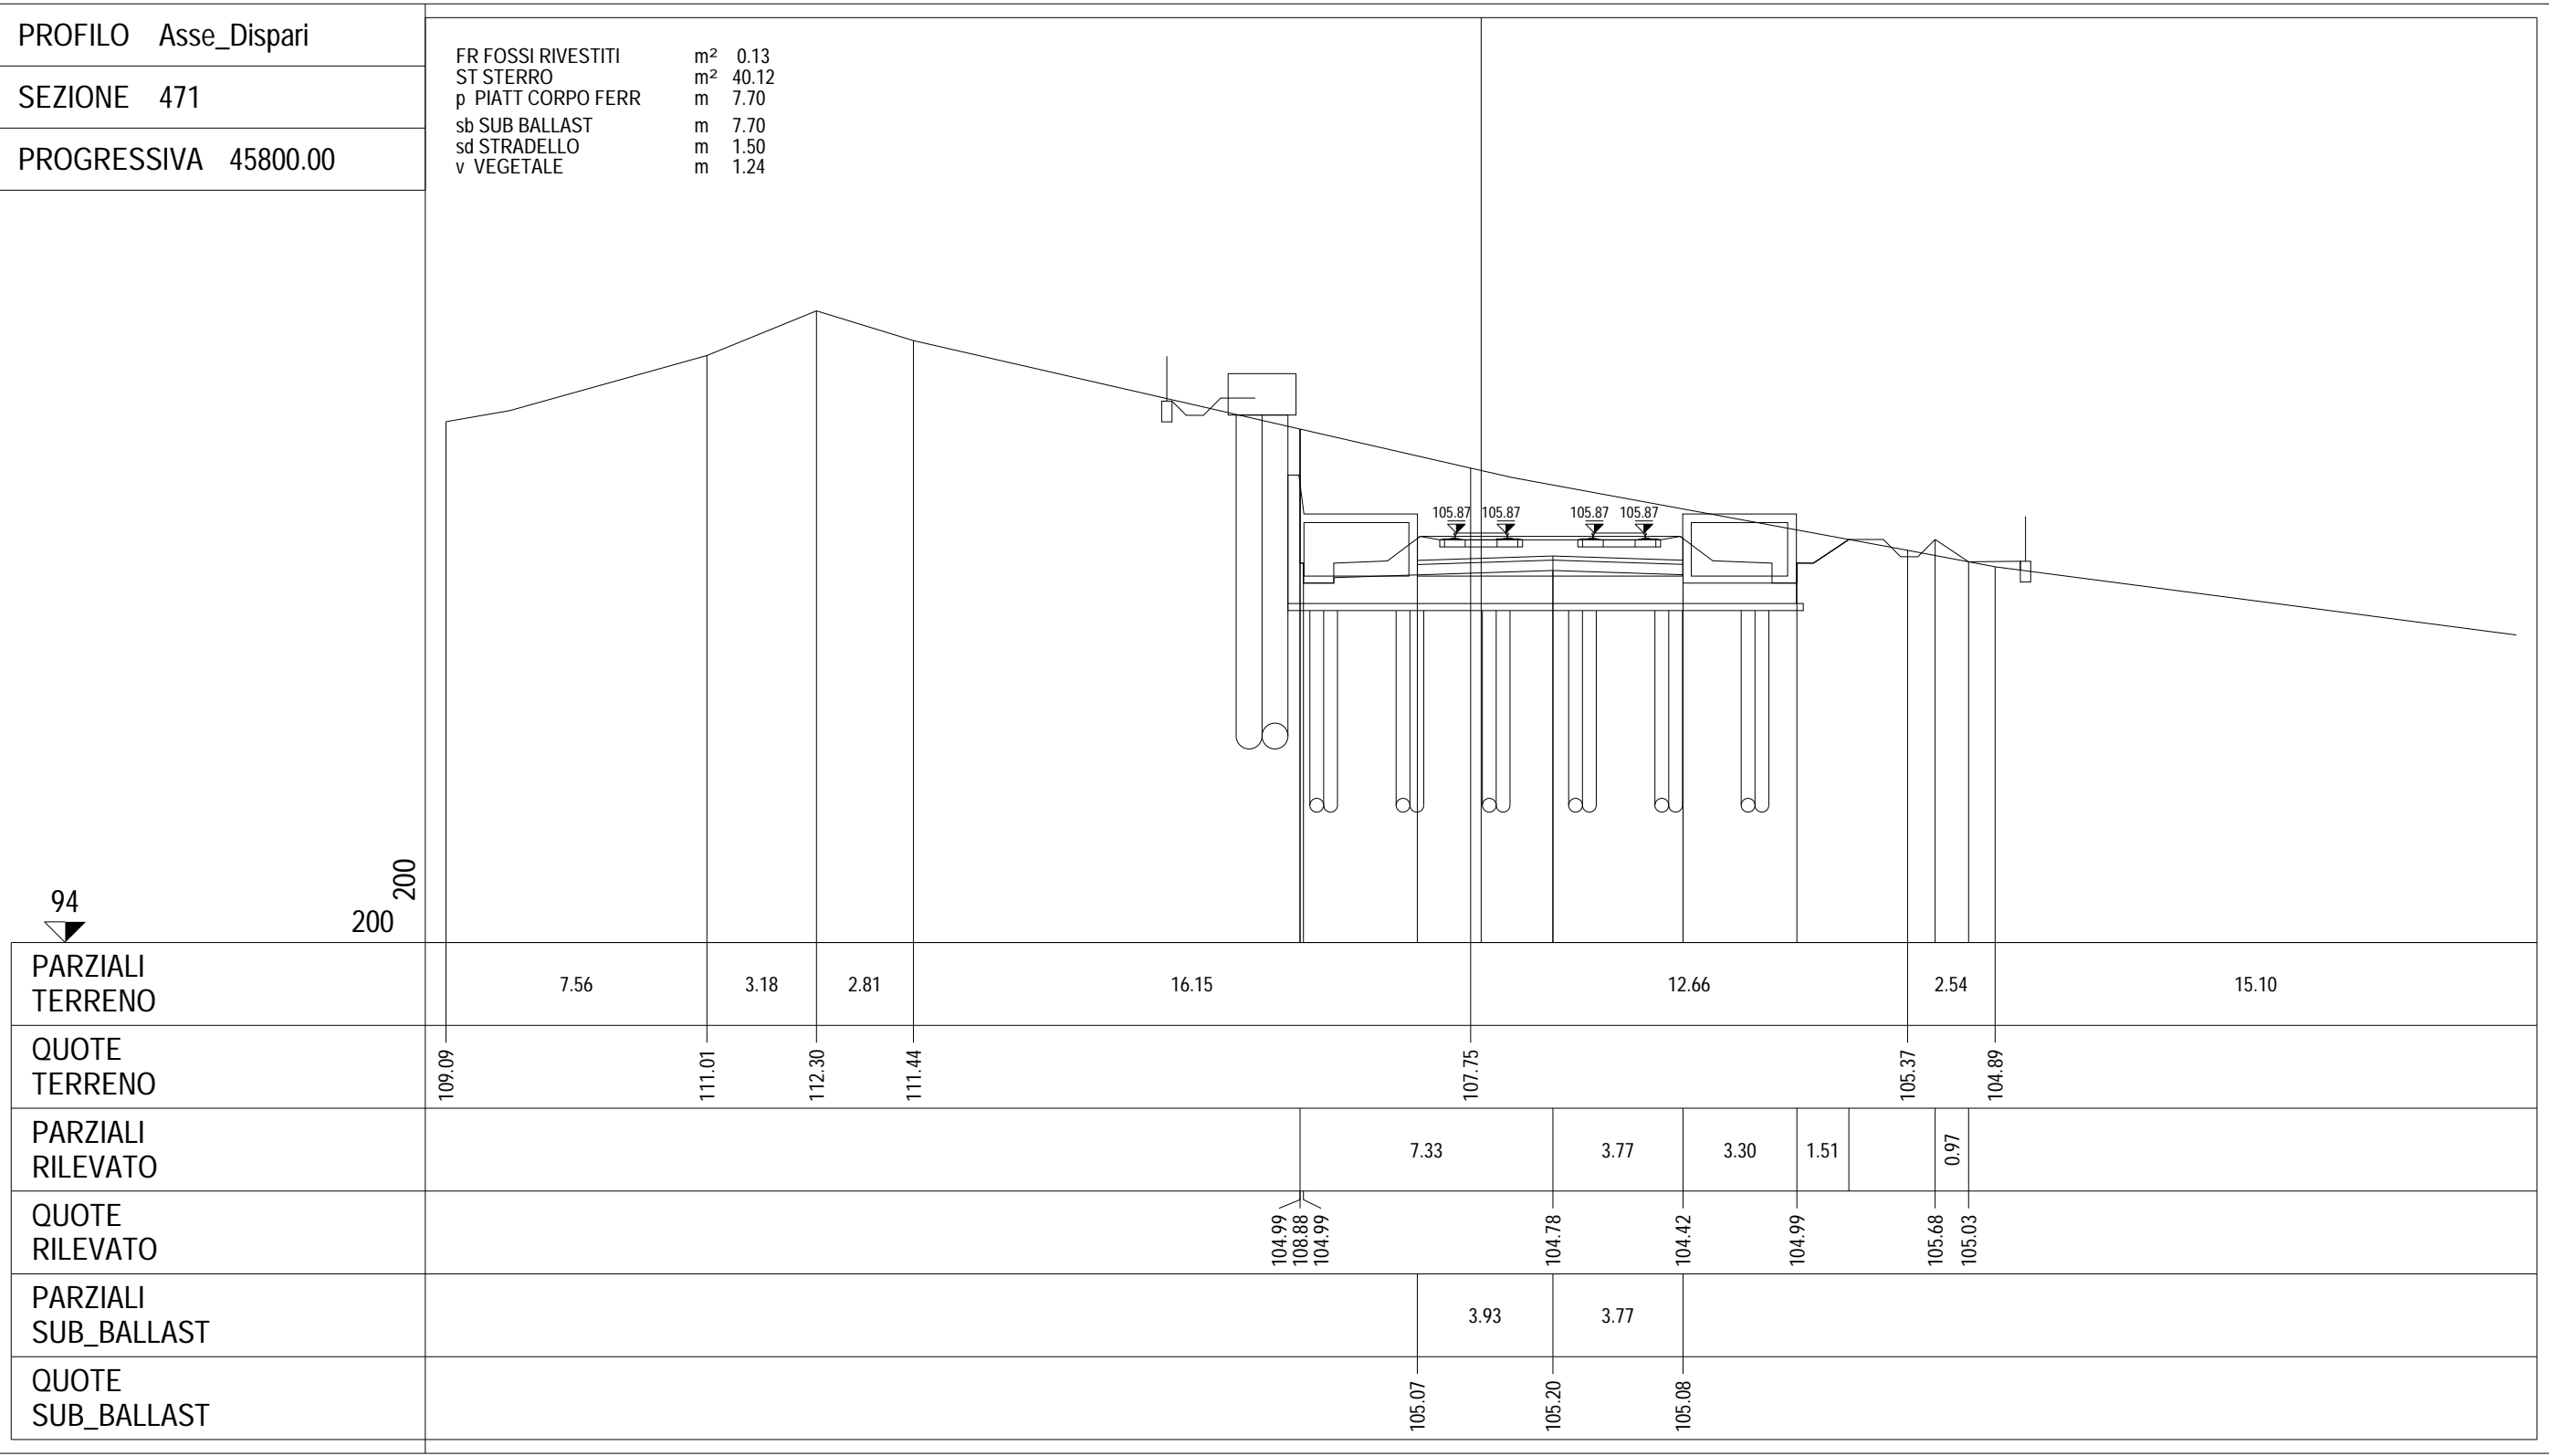 PROFILO Asse_Dispari
SEZIONE 471
PROGRESSIVA 45800.00
FR FOSSI RIVESTITI m² 0.13
ST STERRO m² 40.12
p PIATT CORPO FERR m 7.70
sb SUB BALLAST m 7.70
sd STRADELLO m 1.50
v VEGETALE m 1.24
105.87 105.87 105.87 105.87
94
200
200
PARZIALI
TERRENO
7.56 3.18 2.81 16.15 12.66 2.54 15.10
QUOTE
TERRENO
109.09 111.01 112.30 111.44 107.75 105.37 104.89
PARZIALI
RILEVATO
7.33 3.77 3.30 1.51 0.97
QUOTE
RILEVATO
104.99 108.88 104.99 104.78 104.42 104.99 105.68 105.03
PARZIALI
SUB_BALLAST
3.93 3.77
QUOTE
SUB_BALLAST
105.07 105.20 105.08